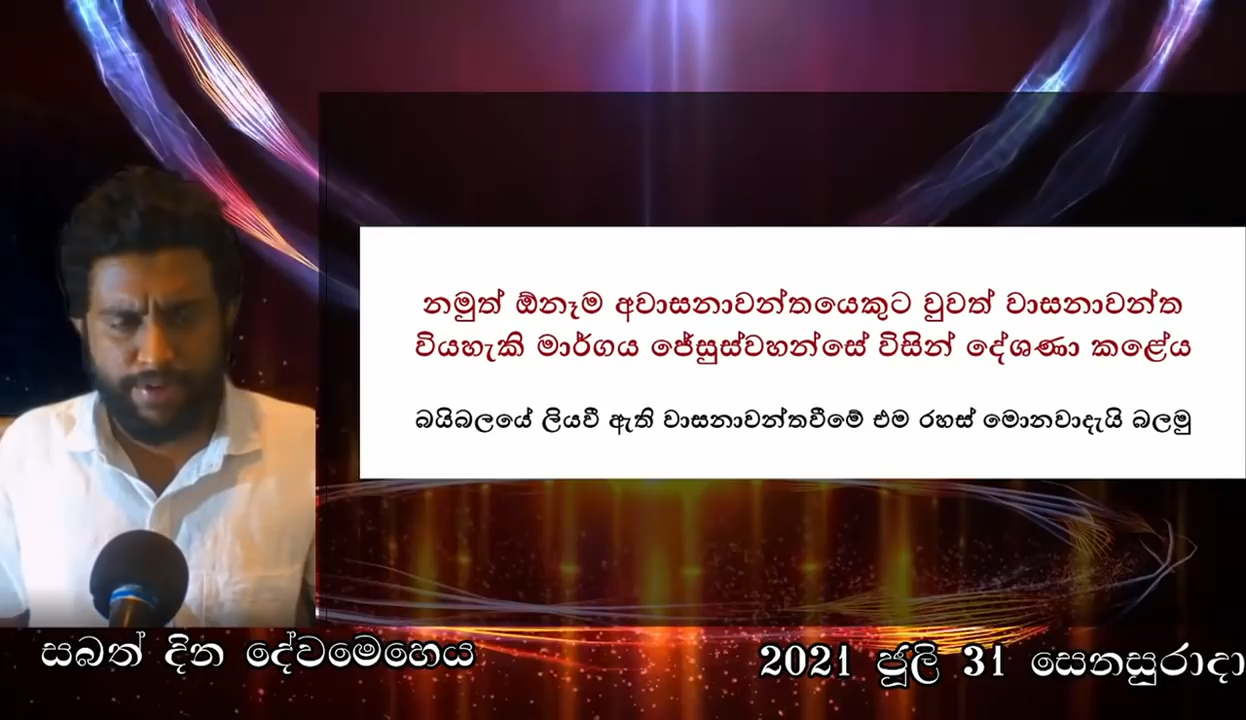 නමුත් ඕනෑම අවාසනාවන්තයෙකුට වුවත් වාසනාවන්ත
වියහැකි මාර්ගය ජේසුස්වහන්සේ විසින් දේශණා කළේය
බයිබලයේ ලියවී ඇති වාසනාවන්තවීමේ එම රහස් මොනවාදැයි බලමු
සබත් දින දේවමෙහෙය
2021 ජූලි 31 සෙනසුරාදා